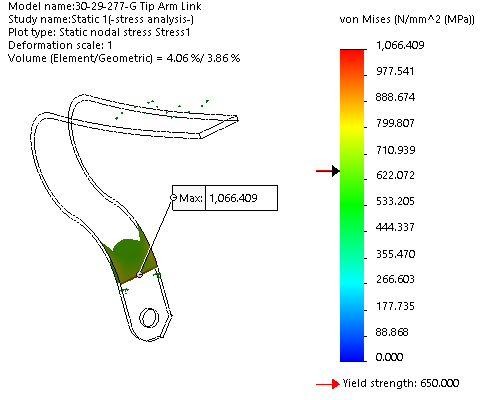 Model name:30-29-277-G Tip Arm Link
Study name:Static 1(-stress analysis-)
Plot type: Static nodal stress Stress1
Deformation scale: 1
Volume (Element/Geometric) = 4.06 %/ 3.86 %
von Mises (N/mm^2 (MPa))
1,066.409
977.541
888.674
799.807
710.939
622.072
533.205
444.337
355.470
266.603
177.735
88.868
0.000
Yield strength: 650.000
Max: 1,066.409